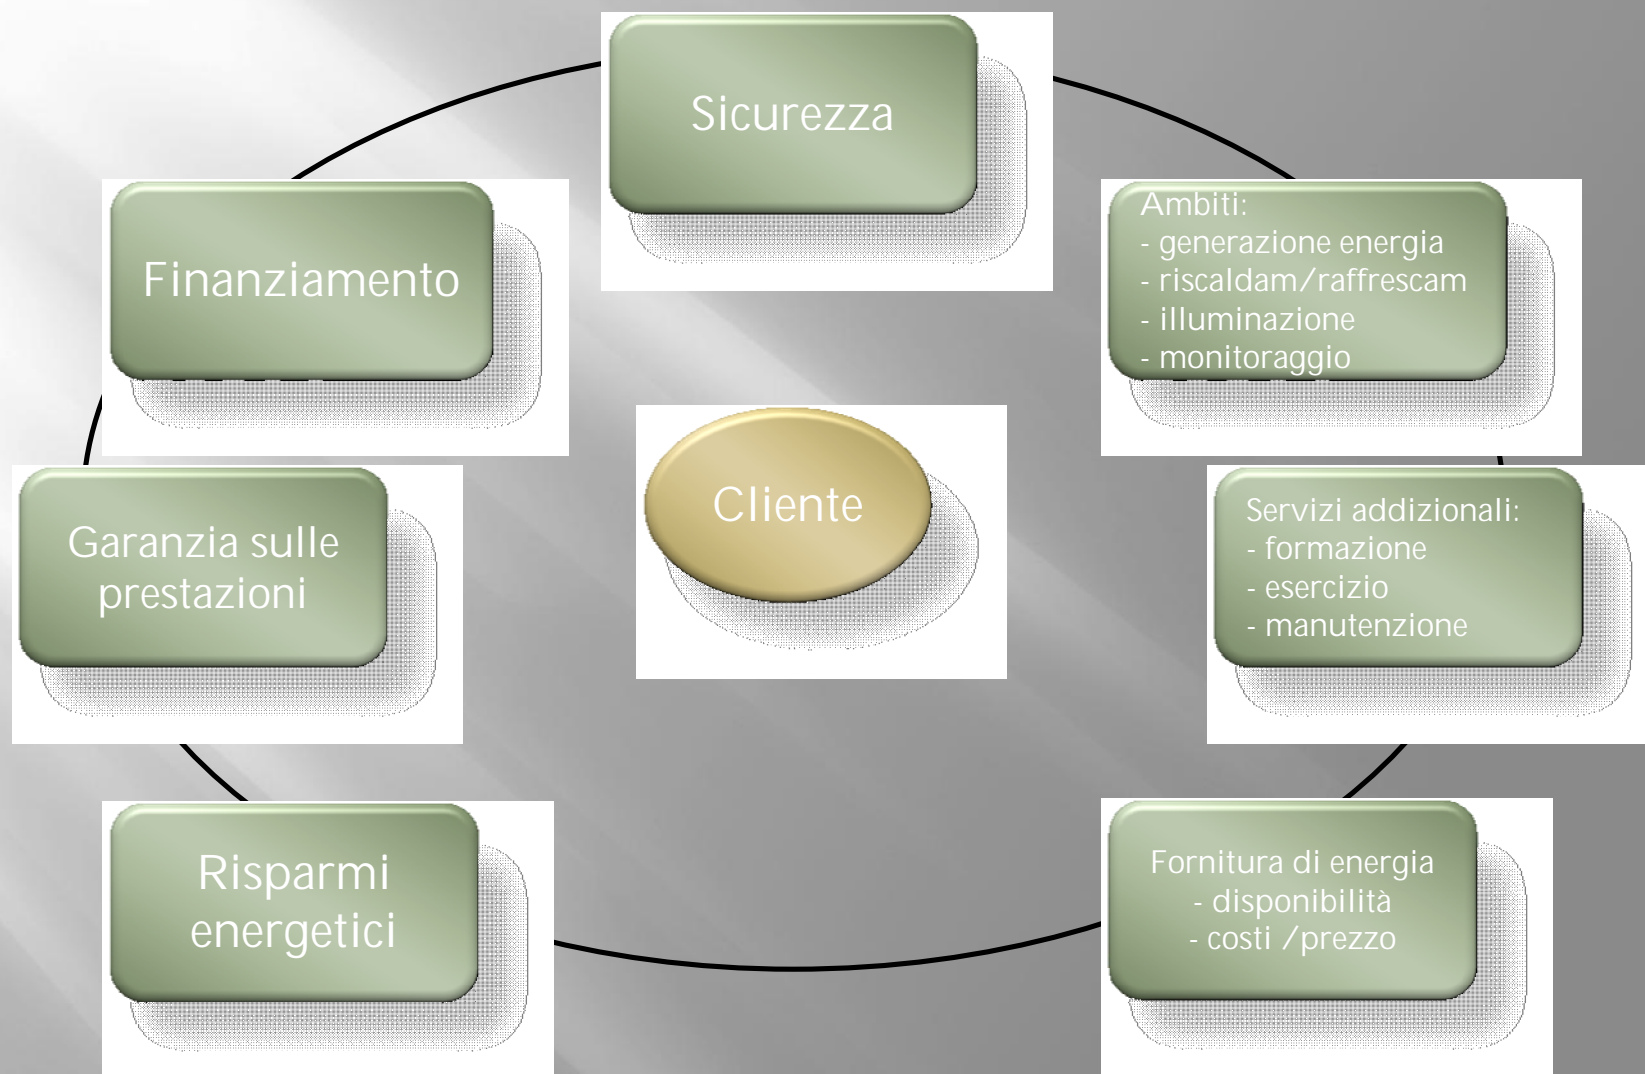 Sicurezza
Finanziamento
Ambiti:
- generazione energia
- riscaldam/raffrescam
- illuminazione
- monitoraggio
Cliente
Garanzia sulle
prestazioni
Servizi addizionali:
- formazione
- esercizio
- manutenzione
Risparmi
energetici
Fornitura di energia
- disponibilità
- costi /prezzo